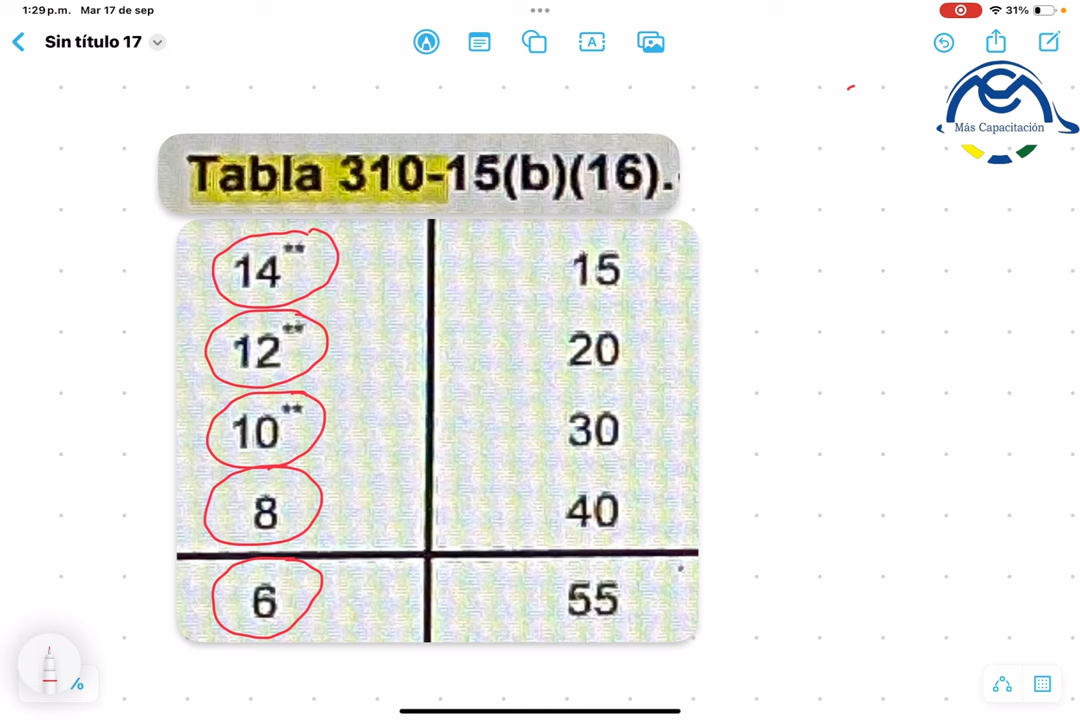 1:29 p.m. Mar 17 de sep
31%
Sin título 17
A
Más Capacitación
Tabla 310-15(b)(16).
14** 15
12** 20
10** 30
8 40
6 55